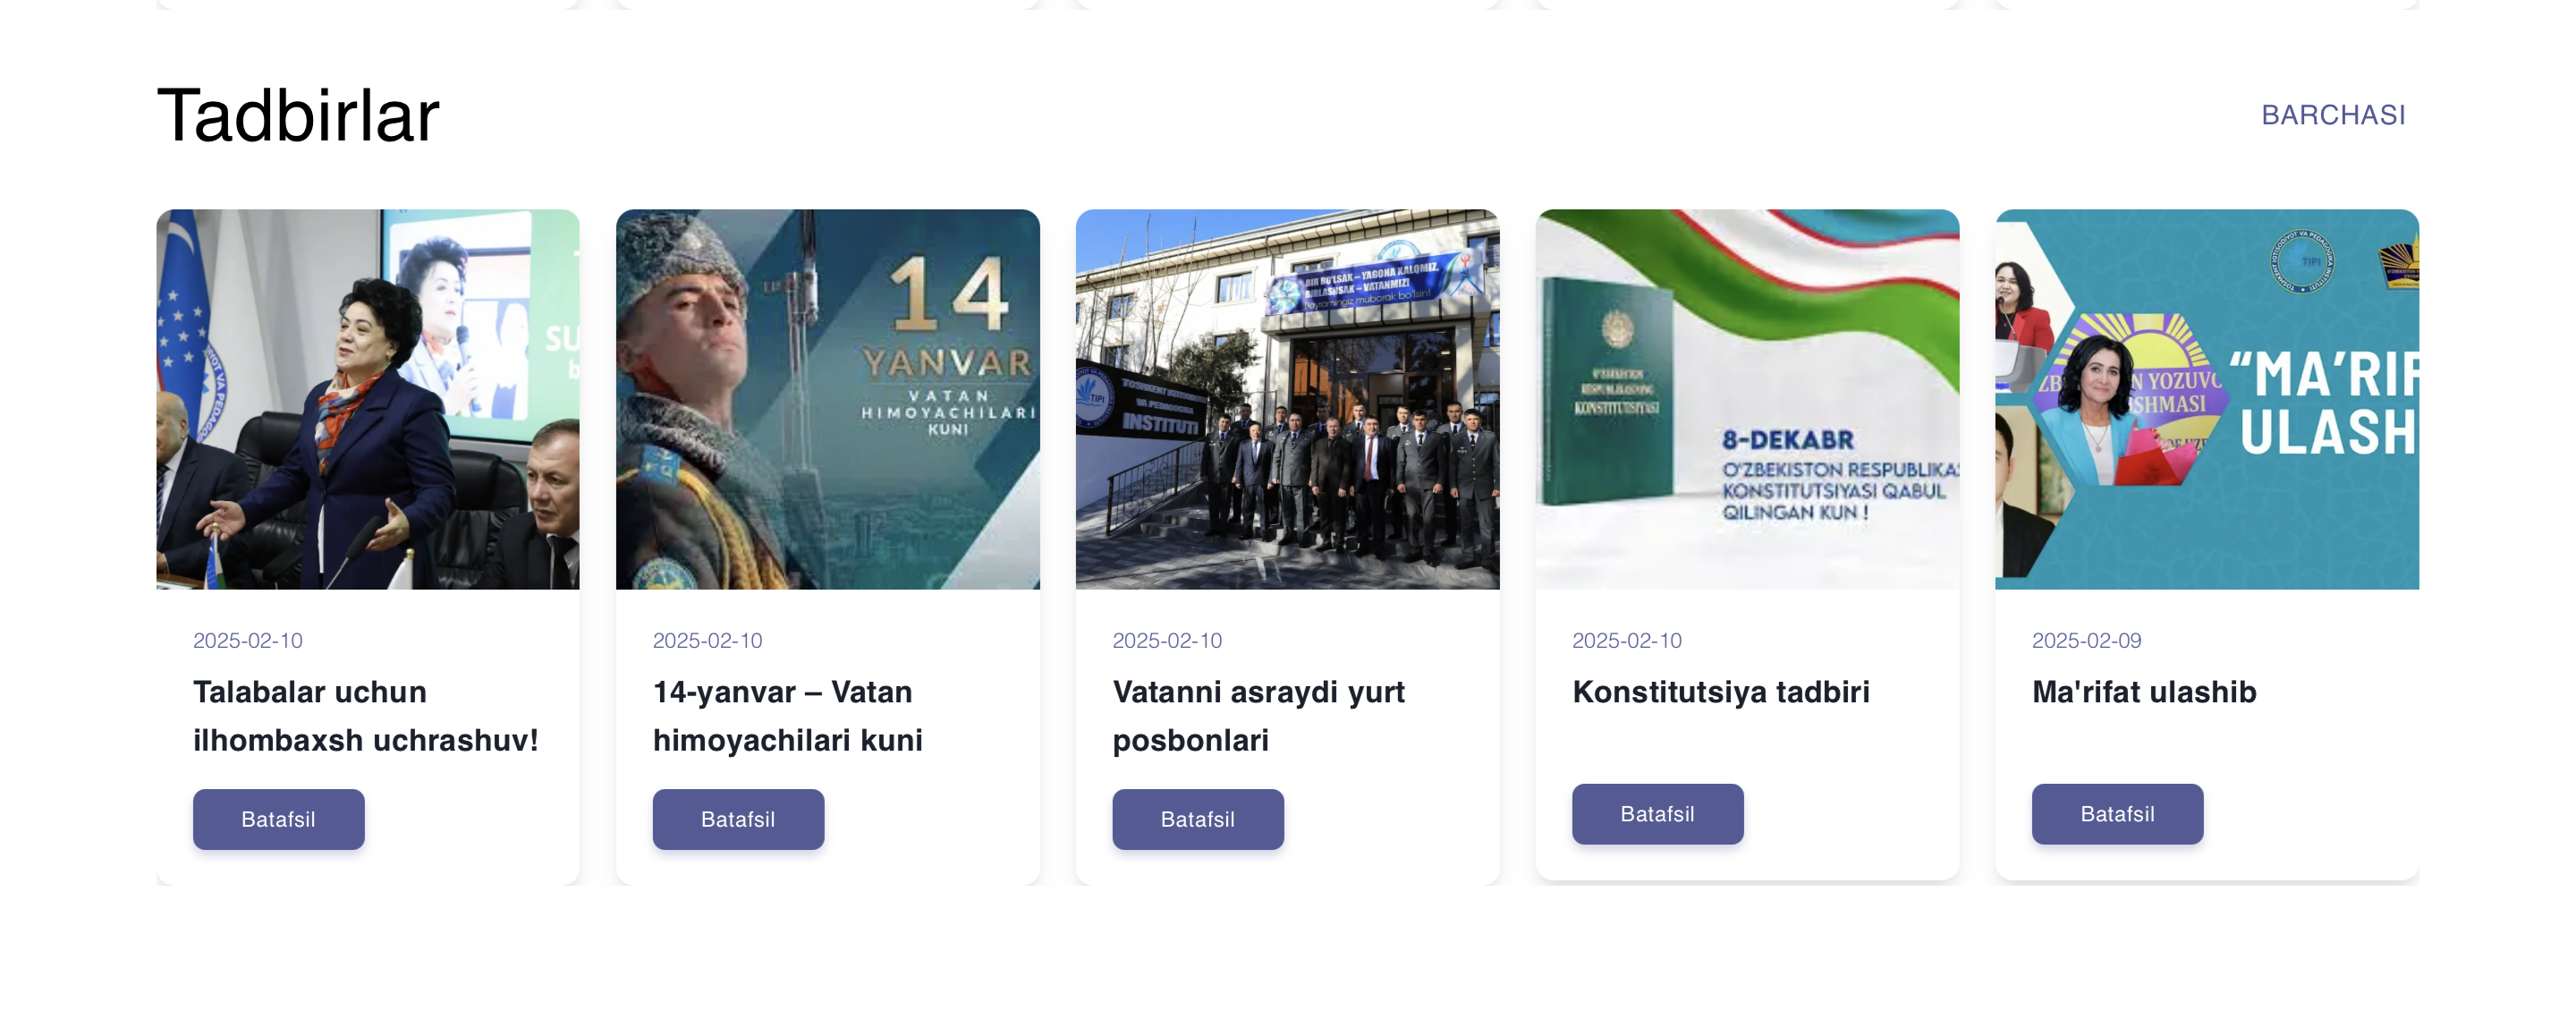 Tadbirlar
BARCHASI
SU
b
14
YANVAR
VATAN
HIMOYACHILARI
KUNI
BIR BO'LSAK – YAGONA XALQMIZ,
BIRLASHSAK – VATANMIZ!
Bayramingiz muborak bo'lsin!
TIPI
TOSHKENT IQTISODIYOT
VA PEDAGOGIKA
INSTITUTI
O'ZBEKISTON
RESPUBLIKASINING
KONSTITUTSIYASI
8-DEKABR
O'ZBEKISTON RESPUBLIKA
KONSTITUTSIYASI QABUL
QILINGAN KUN !
TIPI
N YOZUVC
SHMASI
“MA’RIF
ULASH
2025-02-10
Talabalar uchun
ilhombaxsh uchrashuv!
Batafsil
2025-02-10
14-yanvar – Vatan
himoyachilari kuni
Batafsil
2025-02-10
Vatanni asraydi yurt
posbonlari
Batafsil
2025-02-10
Konstitutsiya tadbiri
Batafsil
2025-02-09
Ma'rifat ulashib
Batafsil